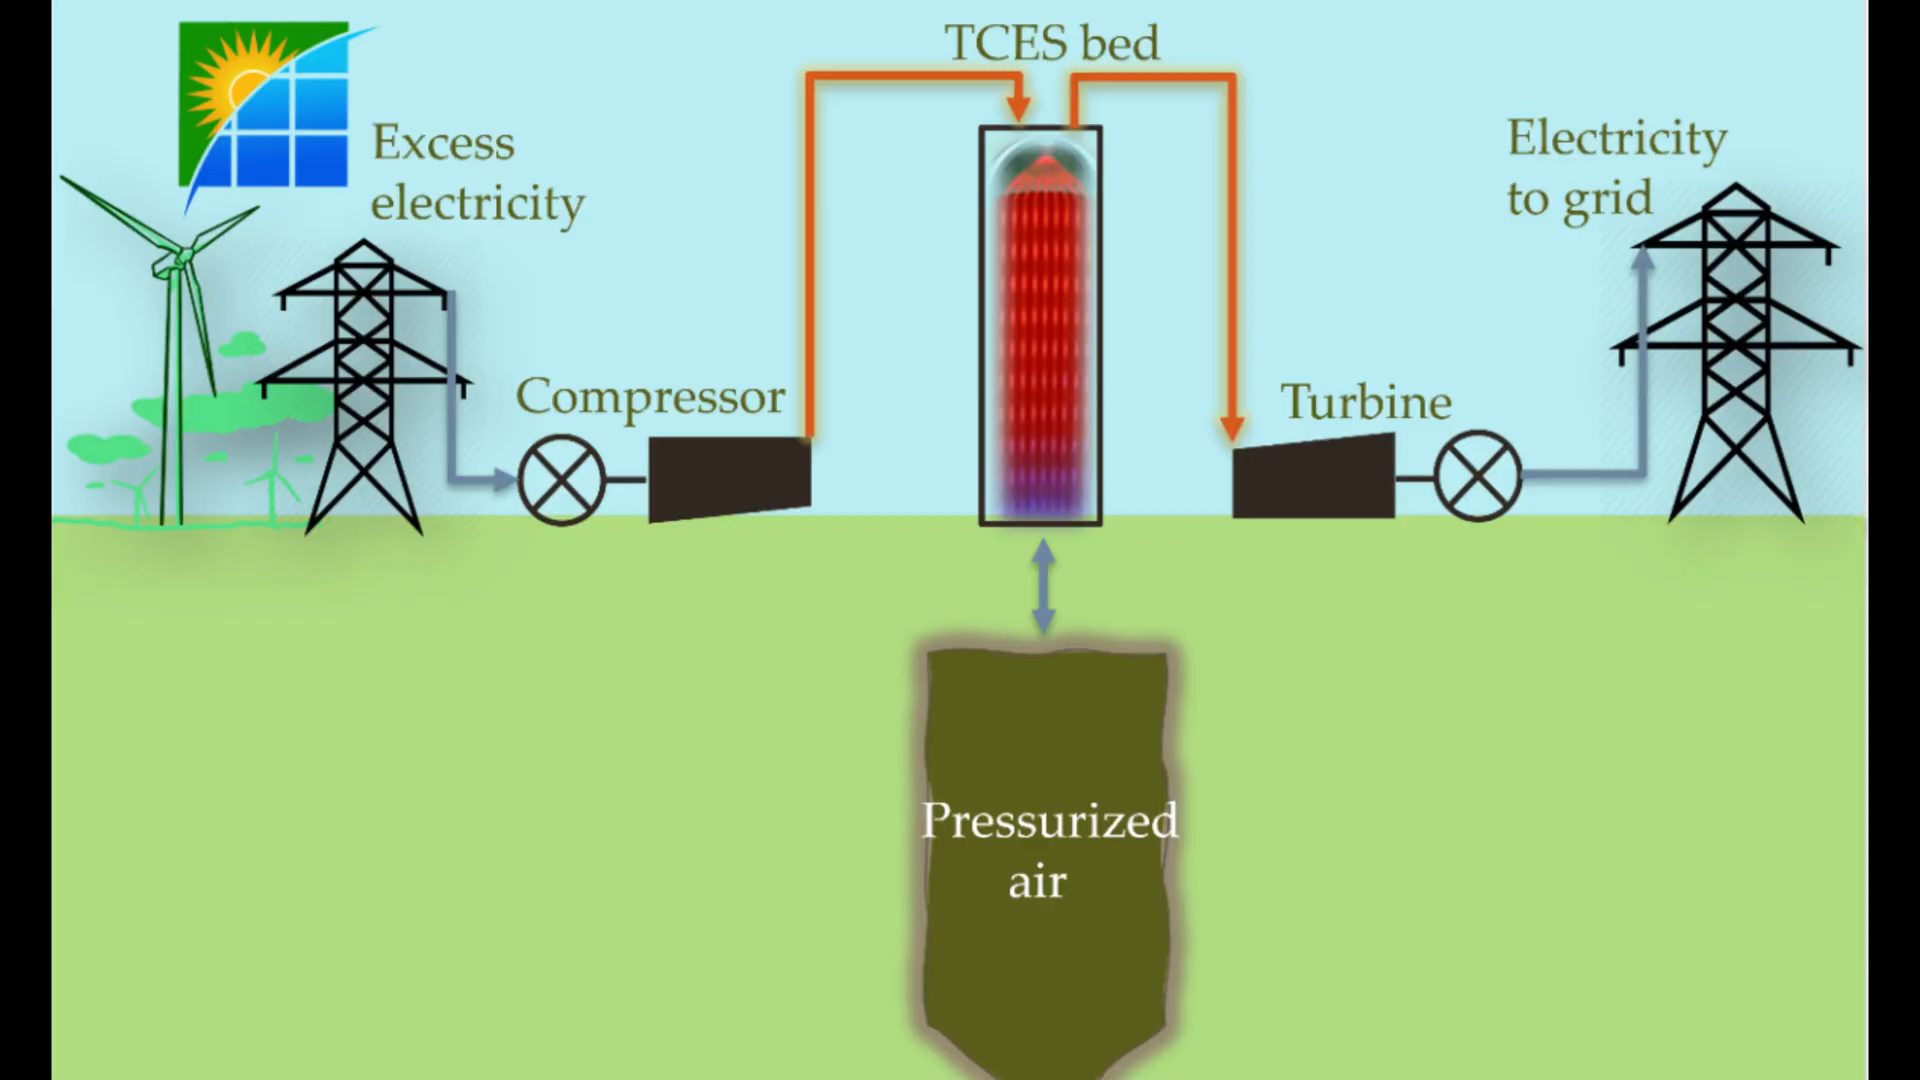 TCES bed
Excess
electricity
Electricity
to grid
Compressor
Turbine
Pressurized
air